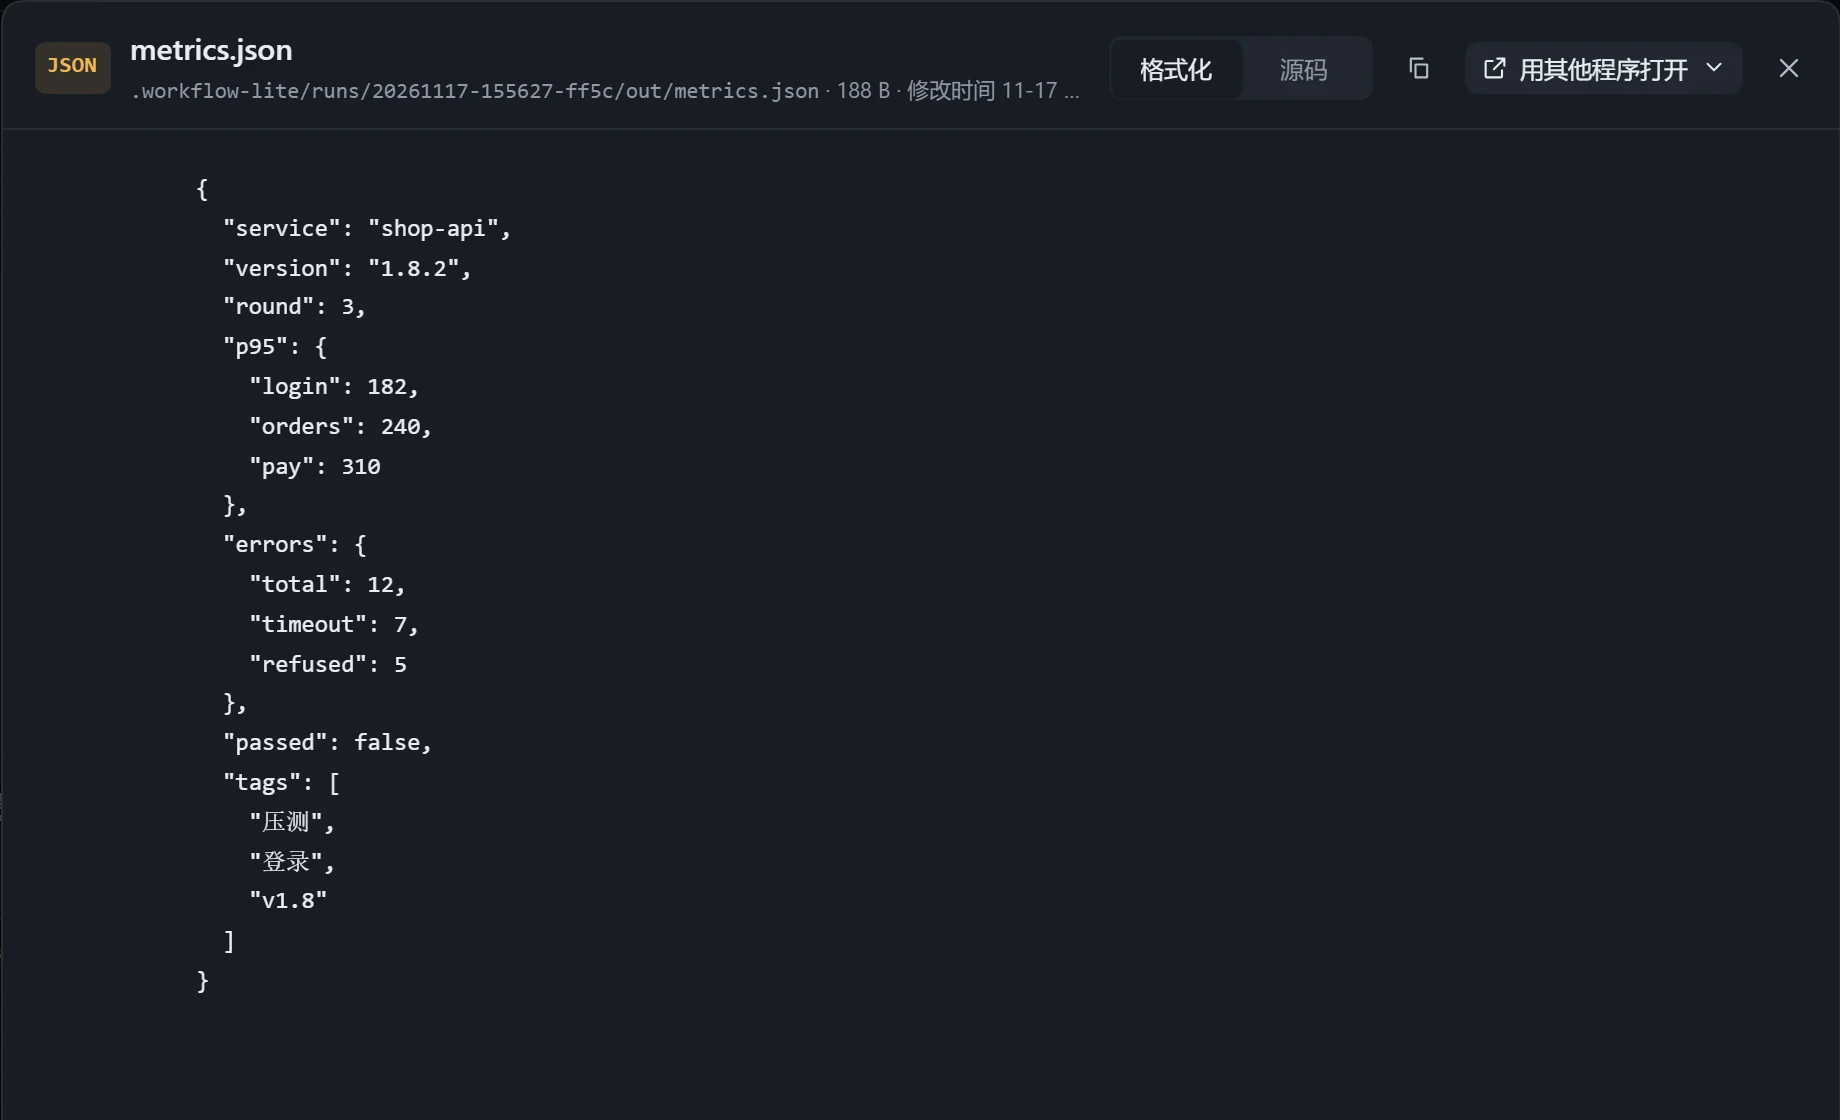 JSON
metrics.json
.workflow-lite/runs/20261117-155627-ff5c/out/metrics.json · 188 B · 修改时间 11-17 ...
格式化
源码
用其他程序打开
{
  "service": "shop-api",
  "version": "1.8.2",
  "round": 3,
  "p95": {
    "login": 182,
    "orders": 240,
    "pay": 310
  },
  "errors": {
    "total": 12,
    "timeout": 7,
    "refused": 5
  },
  "passed": false,
  "tags": [
    "压测",
    "登录",
    "v1.8"
  ]
}